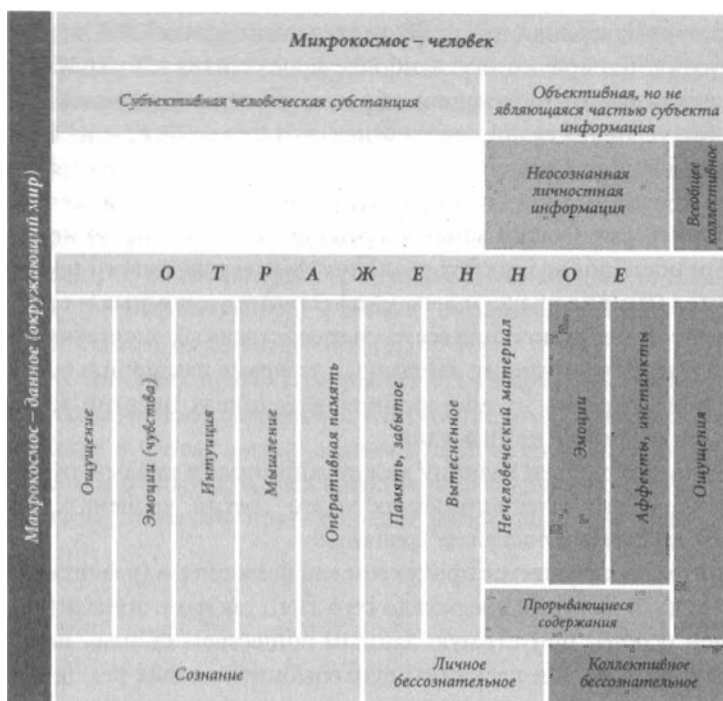 Макрокосмос – данное (окружающий мир)
Микрокосмос – человек
Субъективная человеческая субстанция
Объективная, но не
являющаяся частью субъекта
информация
Неосознанная
личностная
информация
Всеобщее
коллективное
О Т Р А Ж Е Н Н О Е
Ощущение
Эмоции (чувства)
Интуиция
Мышление
Оперативная память
Память, забытое
Вытесненное
Нечеловеческий материал
Эмоции
Аффекты, инстинкты
Ощущения
Прорывающиеся
содержания
Сознание
Личное
бессознательное
Коллективное
бессознательное